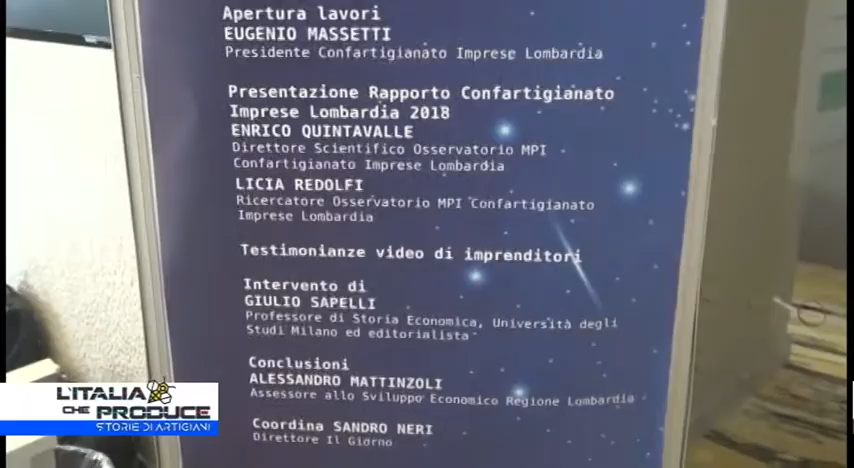 Apertura lavori
EUGENIO MASSETTI
Presidente Confartigianato Imprese Lombardia
Presentazione Rapporto Confartigianato
Imprese Lombardia 2018
ENRICO QUINTAVALLE
Direttore Scientifico Osservatorio MPI
Confartigianato Imprese Lombardia
LICIA REDOLFI
Ricercatore Osservatorio MPI Confartigianato
Imprese Lombardia
Testimonianze video di imprenditori
Intervento di
GIULIO SAPELLI
Professore di Storia Economica, Università degli
Studi Milano ed editorialista
Conclusioni
ALESSANDRO MATTINZOLI
Assessore allo Sviluppo Economico Regione Lombardia
Coordina SANDRO NERI
Direttore Il Giorno
L'ITALIA
CHE PRODUCE
STORIE DI ARTIGIANI